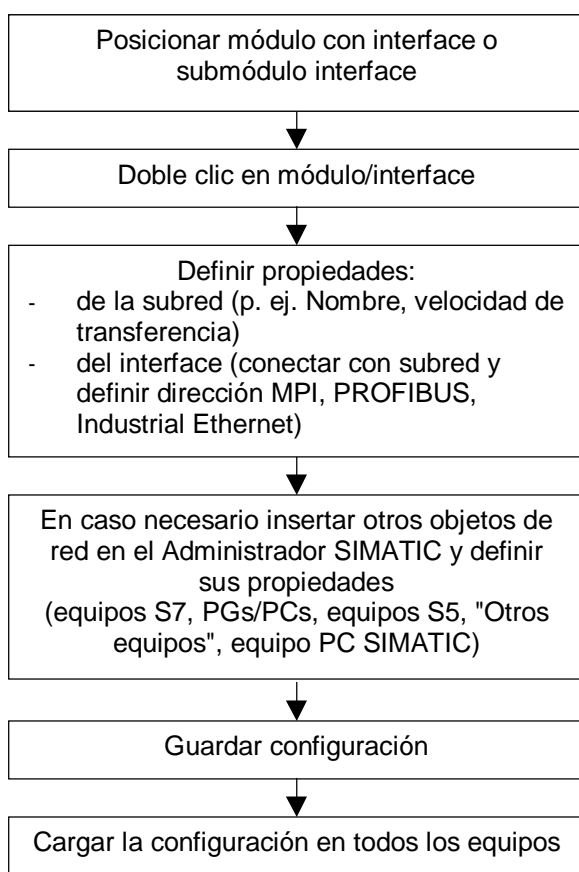 Posicionar módulo con interface o
submódulo interface
Doble clic en módulo/interface
Definir propiedades:
- de la subred (p. ej. Nombre, velocidad de
transferencia)
- del interface (conectar con subred y
definir dirección MPI, PROFIBUS,
Industrial Ethernet)
En caso necesario insertar otros objetos de
red en el Administrador SIMATIC y definir
sus propiedades
(equipos S7, PGs/PCs, equipos S5, "Otros
equipos", equipo PC SIMATIC)
Guardar configuración
Cargar la configuración en todos los equipos